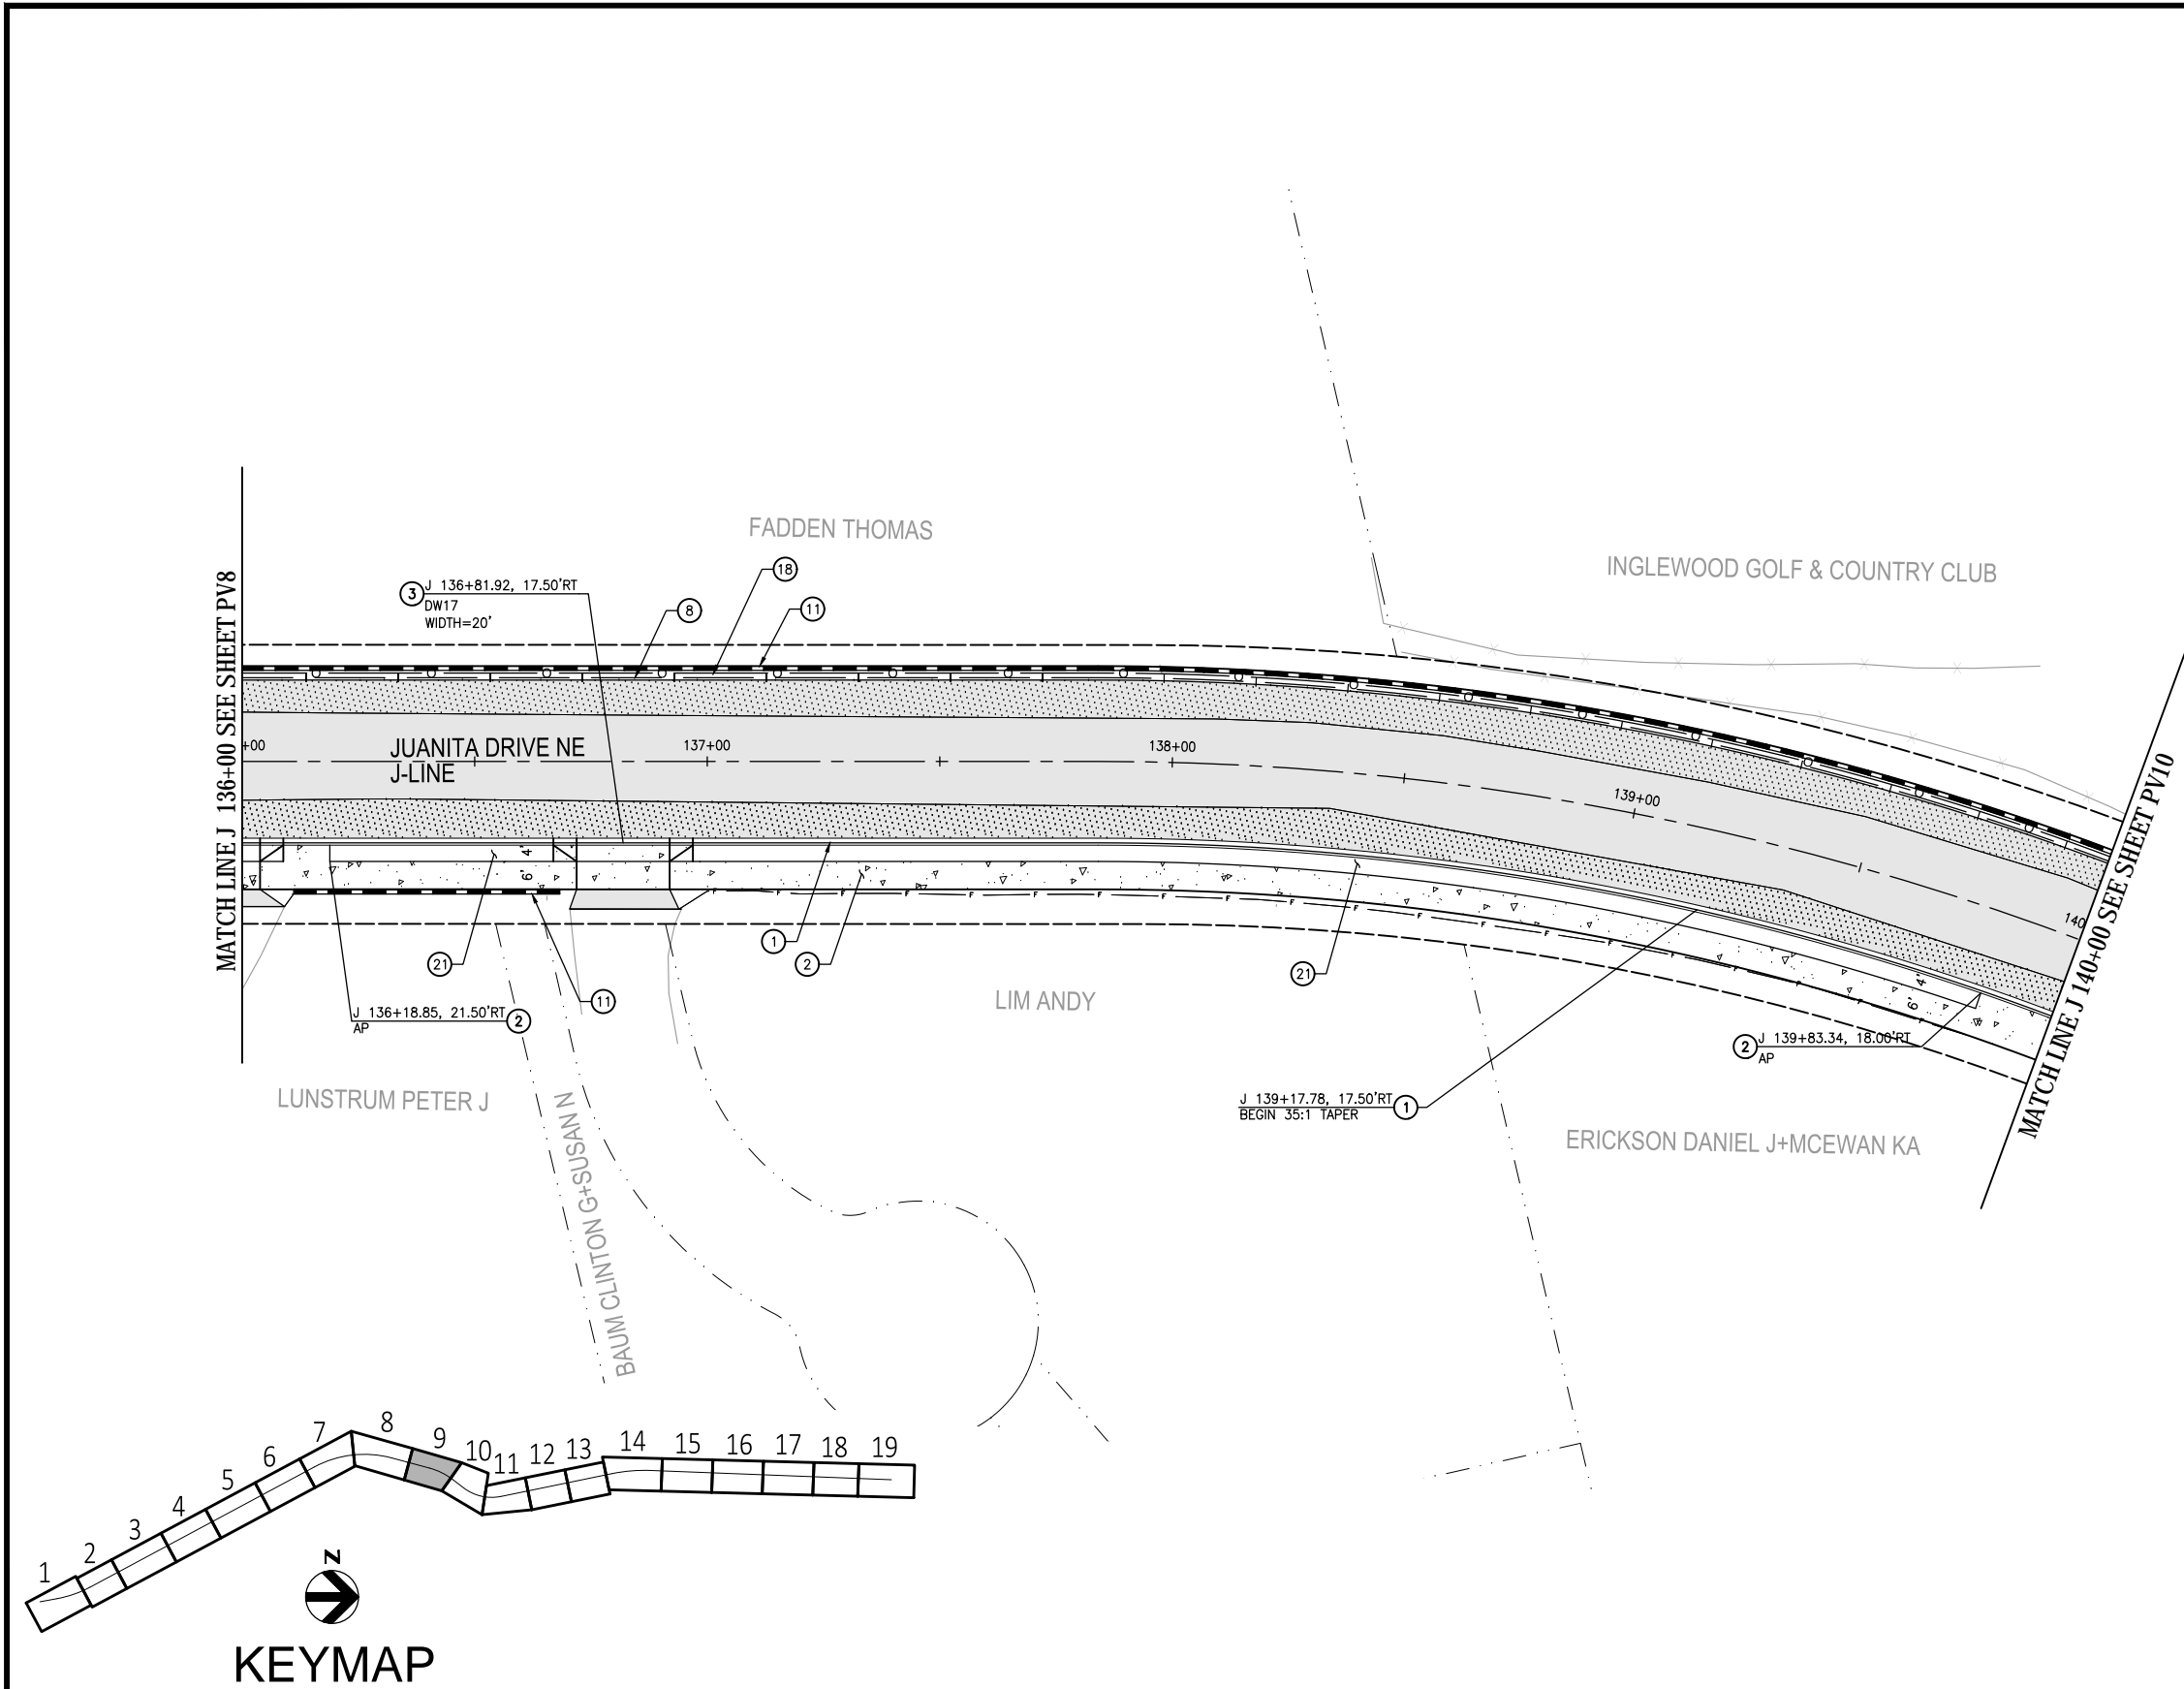 FADDEN THOMAS
INGLEWOOD GOLF & COUNTRY CLUB
MATCH LINE J 136+00 SEE SHEET PV8
3
J 136+81.92, 17.50'RT
DW17
WIDTH=20'
18
8
11
+00
JUANITA DRIVE NE
J-LINE
137+00
138+00
139+00
140
MATCH LINE J 140+00 SEE SHEET PV10
4'
6'
4'
6'
21
1
2
21
11
J 136+18.85, 21.50'RT
AP
2
LIM ANDY
2
J 139+83.34, 18.00'RT
AP
J 139+17.78, 17.50'RT
BEGIN 35:1 TAPER
1
LUNSTRUM PETER J
BAUM CLINTON G+SUSAN N
ERICKSON DANIEL J+MCEWAN KA
F F F F F F F F F F F F F F F F F F F F
1 2 3 4 5 6 7 8 9 10 11 12 13 14 15 16 17 18 19
N
KEYMAP